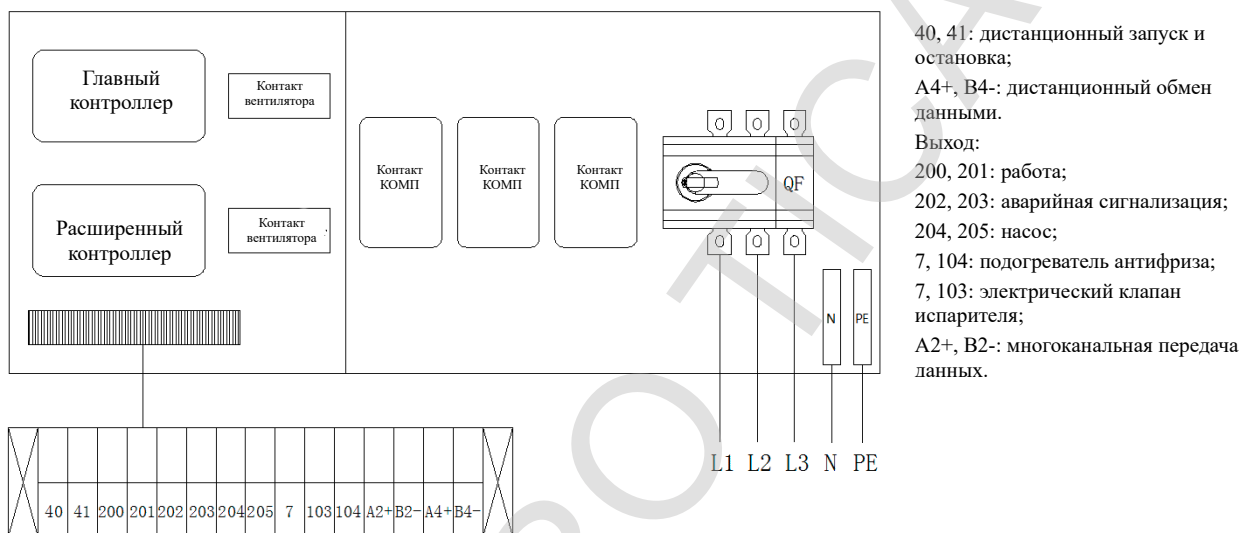 Главный
контроллер
Контакт
вентилятора
Расширенный
контроллер
Контакт
вентилятора
Контакт
КОМП
Контакт
КОМП
Контакт
КОМП
QF
N
PE
L1 L2 L3 N PE
40 41 200 201 202 203 204 205 7 103 104 A2+ B2- A4+ B4-
40, 41: дистанционный запуск и
остановка;
A4+, B4-: дистанционный обмен
данными.
Выход:
200, 201: работа;
202, 203: аварийная сигнализация;
204, 205: насос;
7, 104: подогреватель антифриза;
7, 103: электрический клапан
испарителя;
A2+, B2-: многоканальная передача
данных.